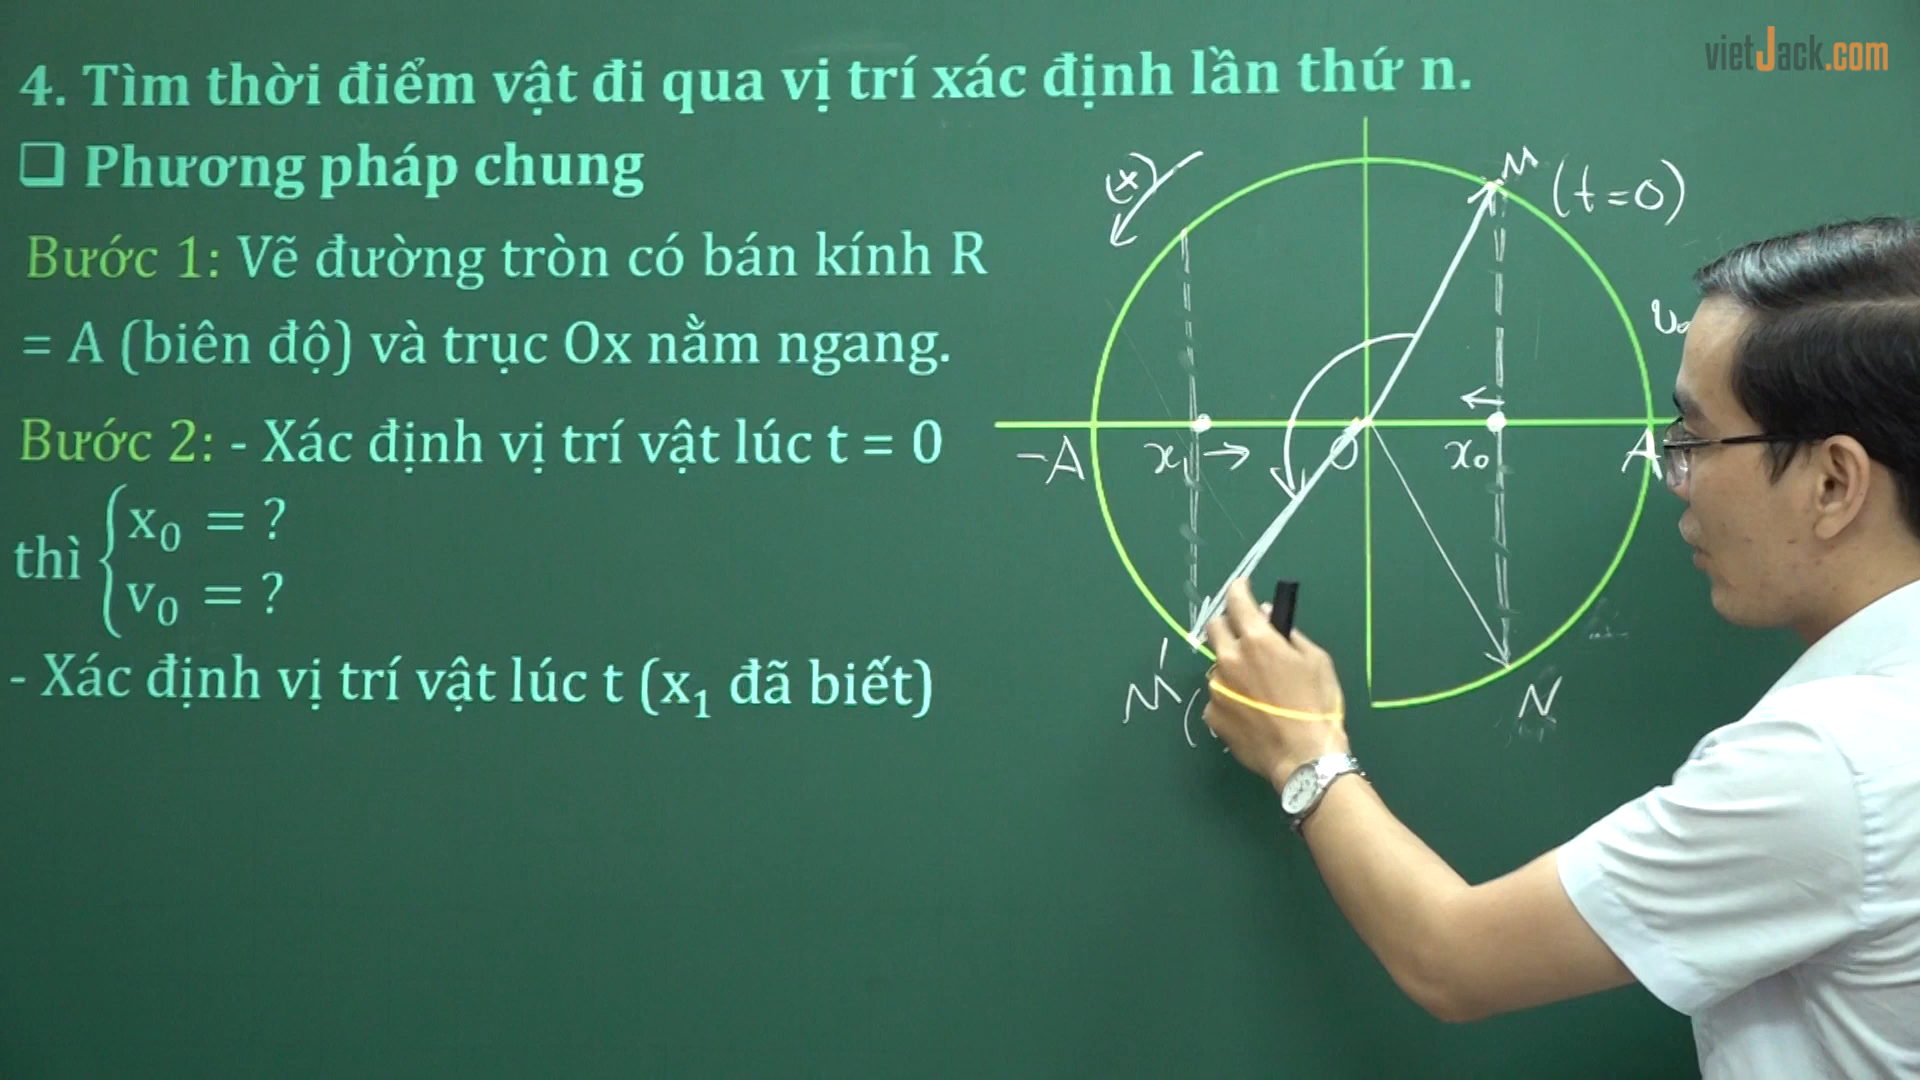 vietJack.com
4. Tìm thời điểm vật đi qua vị trí xác định lần thứ n.
❑ Phương pháp chung
Bước 1: Vẽ đường tròn có bán kính R
= A (biên độ) và trục Ox nằm ngang.
Bước 2: - Xác định vị trí vật lúc t = 0
thì { x₀ = ?
v₀ = ?
- Xác định vị trí vật lúc t (x₁ đã biết)
(+)
M (t=0)
-A
x₁
O
x₀
A
M'
N